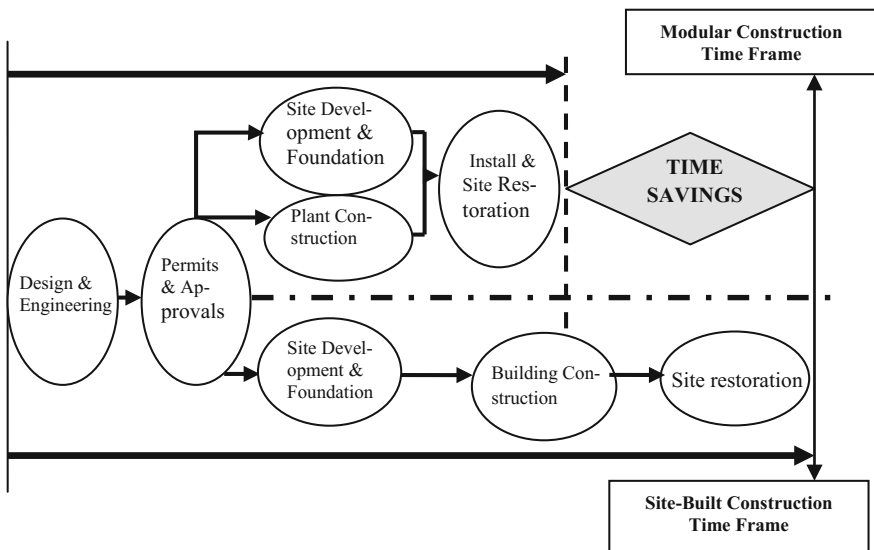 Modular Construction
Time Frame
Site Devel-
opment &
Foundation
Install &
Site Res-
toration
TIME
SAVINGS
Plant Con-
struction
Design &
Engineering
Permits
& Ap-
provals
Site Devel-
opment &
Foundation
Building Con-
struction
Site restoration
Site-Built Construction
Time Frame